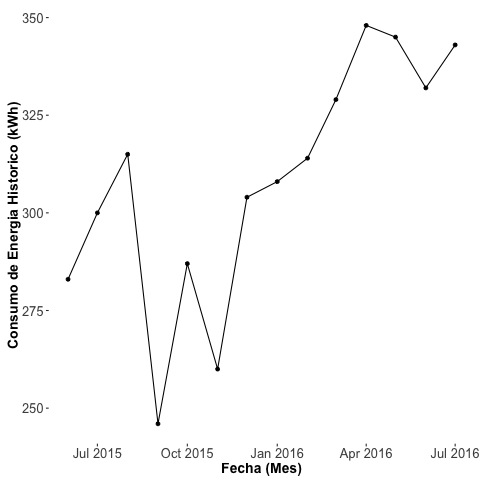 Consumo de Energia Historico (kWh)
350
325
300
275
250
Jul 2015 Oct 2015 Jan 2016 Apr 2016 Jul 2016
Fecha (Mes)